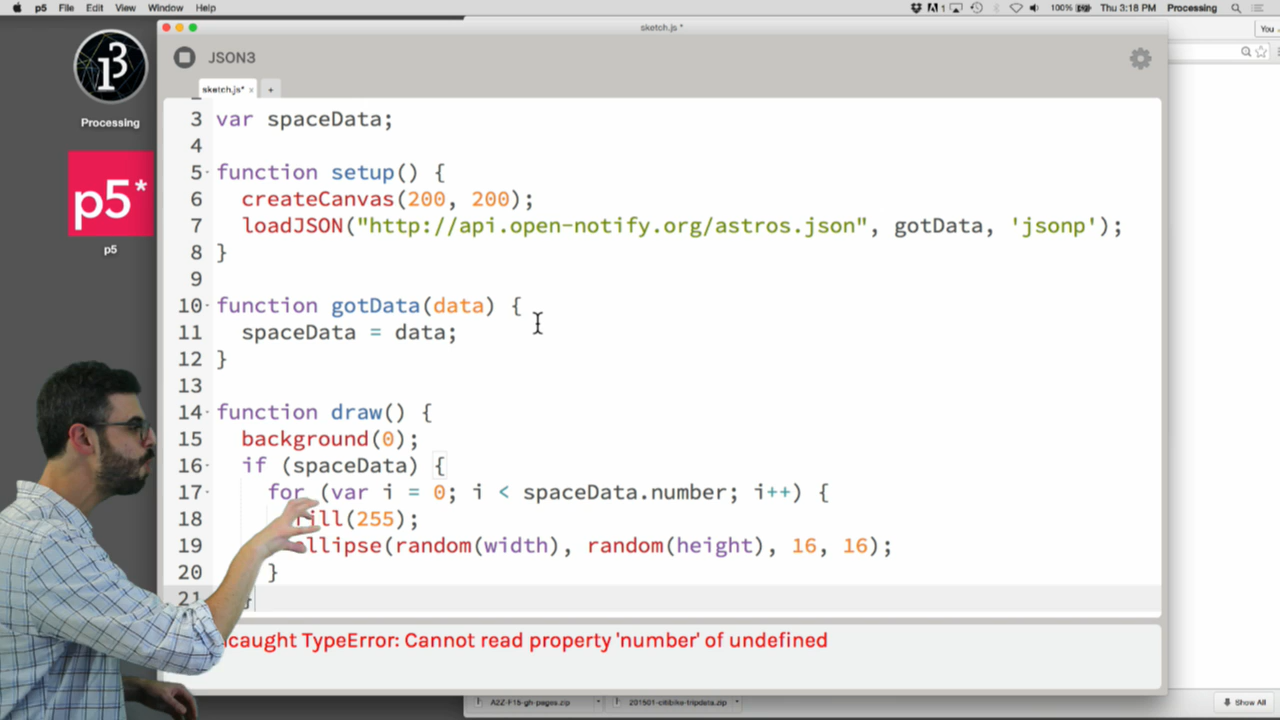 p5 File Edit View Window Help
1 100% Thu 3:18 PM Processing
sketch.js *
You
JSON3
sketch.js* x +
Processing
p5*
p5
3 var spaceData;
4
5 function setup() {
6 createCanvas(200, 200);
7 loadJSON("http://api.open-notify.org/astros.json", gotData, 'jsonp');
8 }
9
10 function gotData(data) {
11 spaceData = data;
12 }
13
14 function draw() {
15 background(0);
16 if (spaceData) {
17 for (var i = 0; i < spaceData.number; i++) {
18 fill(255);
19 ellipse(random(width), random(height), 16, 16);
20 }
21 }
caught TypeError: Cannot read property 'number' of undefined
A2Z-F15-gh-pages.zip 201501-citibike-tripdata.zip Show All